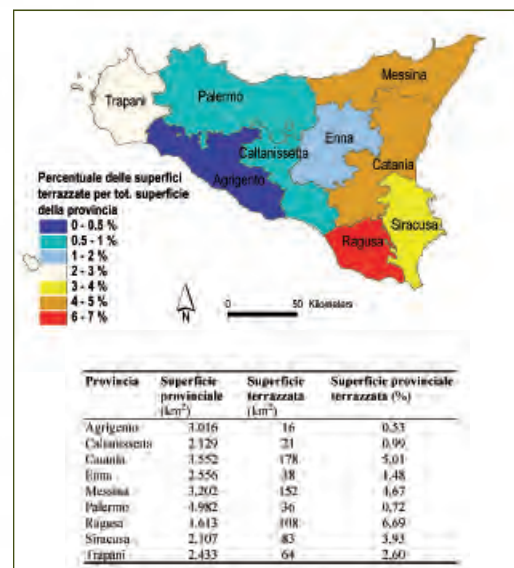 Messina
Palermo
Trapani
Enna
Caltanissetta
Catania
Agrigento
Siracusa
Ragusa
Percentuale delle superfici
terrazzate per tot. superficie
della provincia
0 - 0.5 %
0.5 - 1 %
1 - 2 %
2 - 3 %
3 - 4 %
4 - 5 %
6 - 7 %
N
0 50 Kilometers
Provincia Superficie provinciale (km²) Superficie terrazzata (km²) Superficie provinciale terrazzata (%)
Agrigento 3.016 16 0,53
Caltanissetta 2.129 21 0,99
Catania 3.552 178 5,01
Enna 2.556 38 1,48
Messina 3.202 152 4,67
Palermo 4.982 36 0,72
Ragusa 1.613 108 6,69
Siracusa 2.107 83 3,93
Trapani 2.433 64 2,60